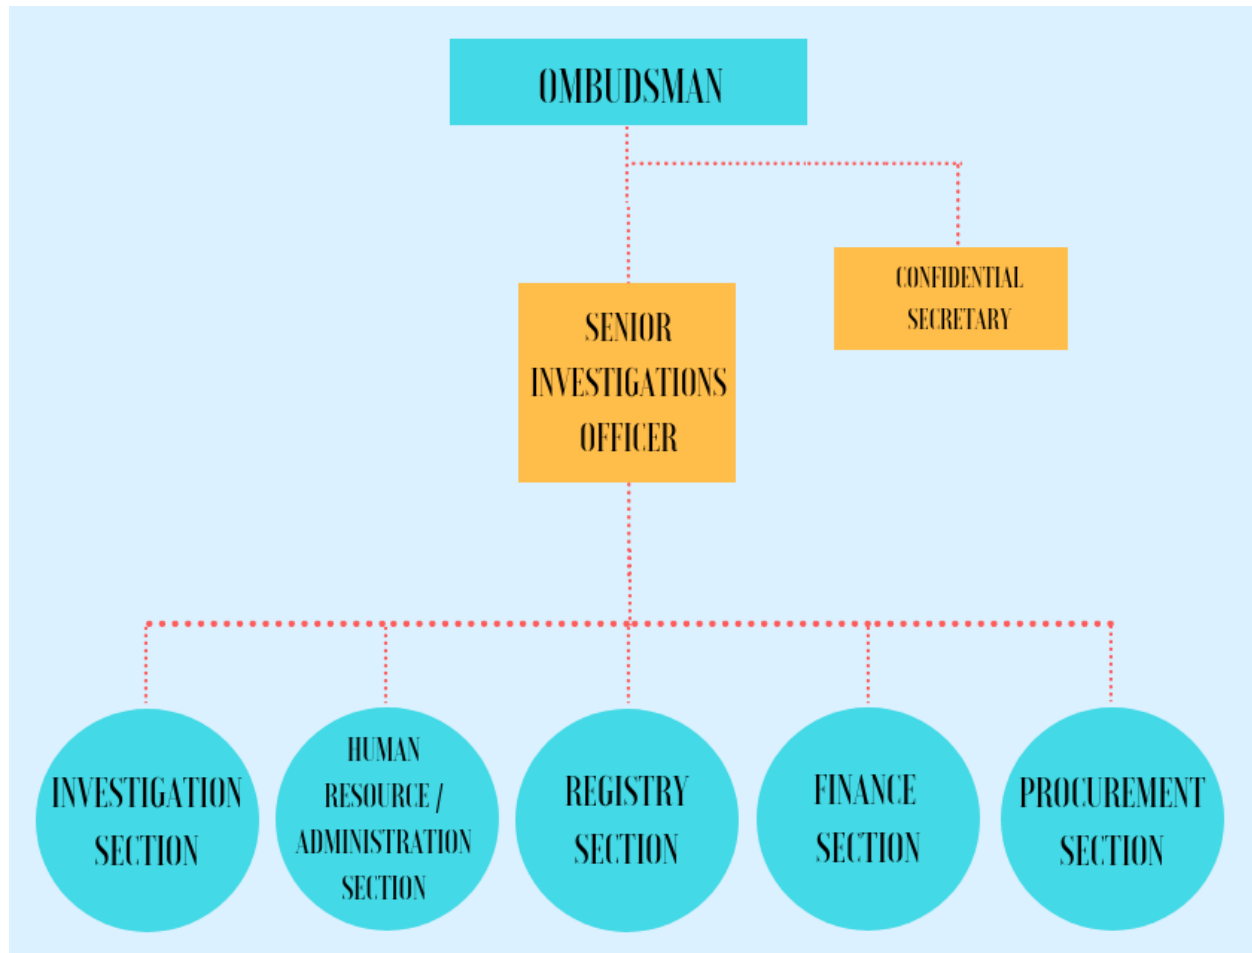 OMBUDSMAN
CONFIDENTIAL
SECRETARY
SENIOR
INVESTIGATIONS
OFFICER
INVESTIGATION
SECTION
HUMAN
RESOURCE /
ADMINISTRATION
SECTION
REGISTRY
SECTION
FINANCE
SECTION
PROCUREMENT
SECTION